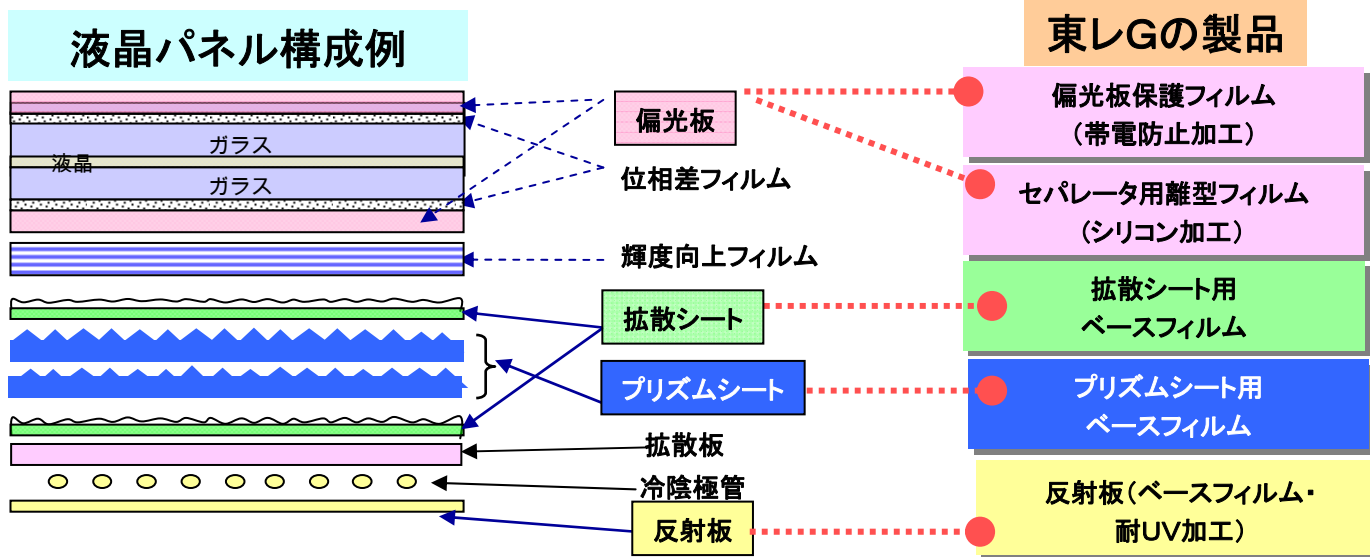 液晶パネル構成例
東レGの製品
ガラス
液晶
ガラス
偏光板
位相差フィルム
輝度向上フィルム
拡散シート
プリズムシート
拡散板
冷陰極管
反射板
偏光板保護フィルム
（帯電防止加工）
セパレータ用離型フィルム
（シリコン加工）
拡散シート用
ベースフィルム
プリズムシート用
ベースフィルム
反射板（ベースフィルム・
耐UV加工）